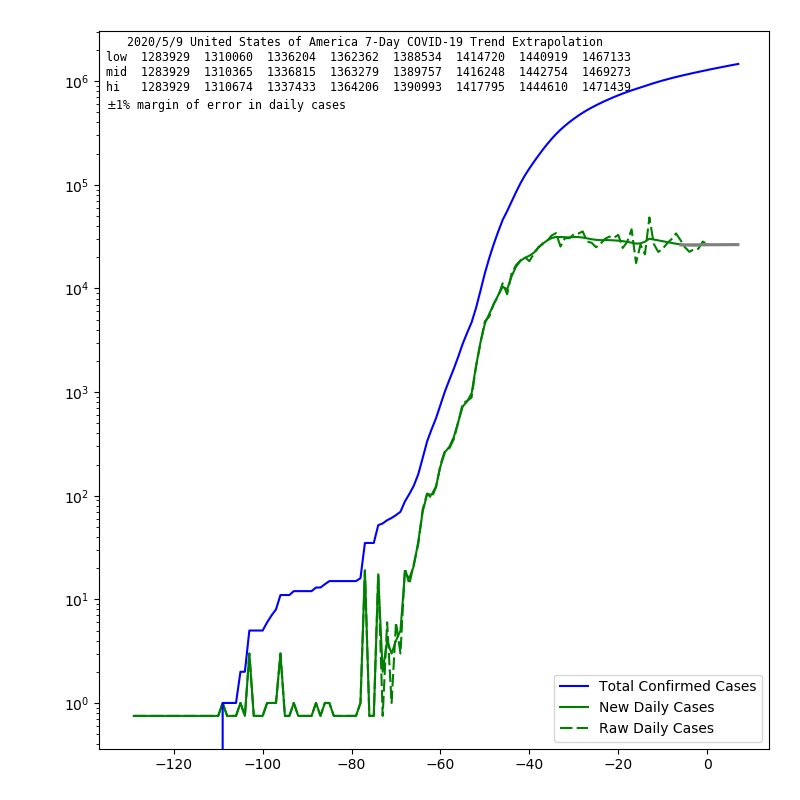 2020/5/9 United States of America 7-Day COVID-19 Trend Extrapolation
low 1283929 1310060 1336204 1362362 1388534 1414720 1440919 1467133
mid 1283929 1310365 1336815 1363279 1389757 1416248 1442754 1469273
hi 1283929 1310674 1337433 1364206 1390993 1417795 1444610 1471439
±1% margin of error in daily cases
10⁶
10⁵
10⁴
10³
10²
10¹
10⁰
Total Confirmed Cases
New Daily Cases
Raw Daily Cases
−120 −100 −80 −60 −40 −20 0